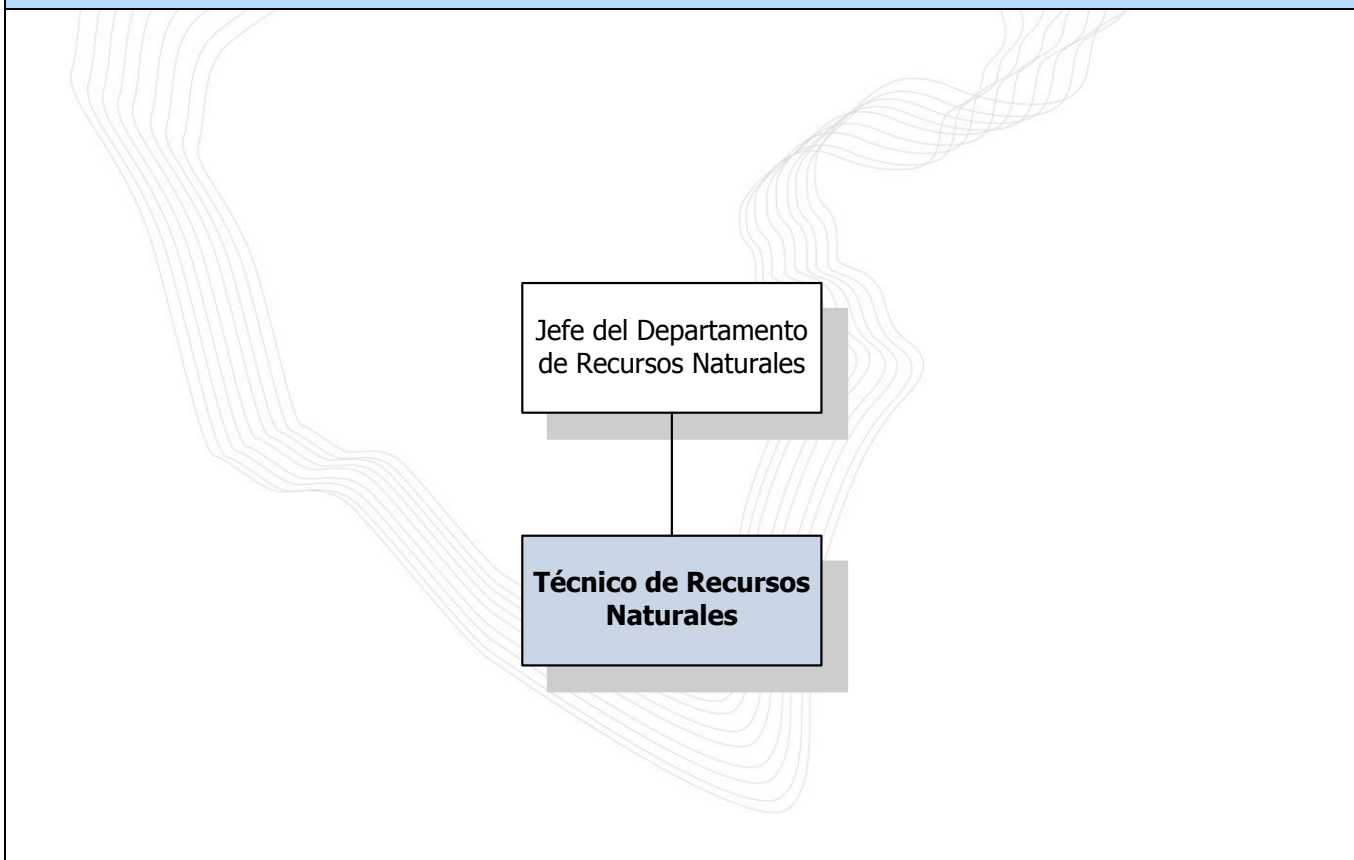 Jefe del Departamento
de Recursos Naturales
Técnico de Recursos
Naturales